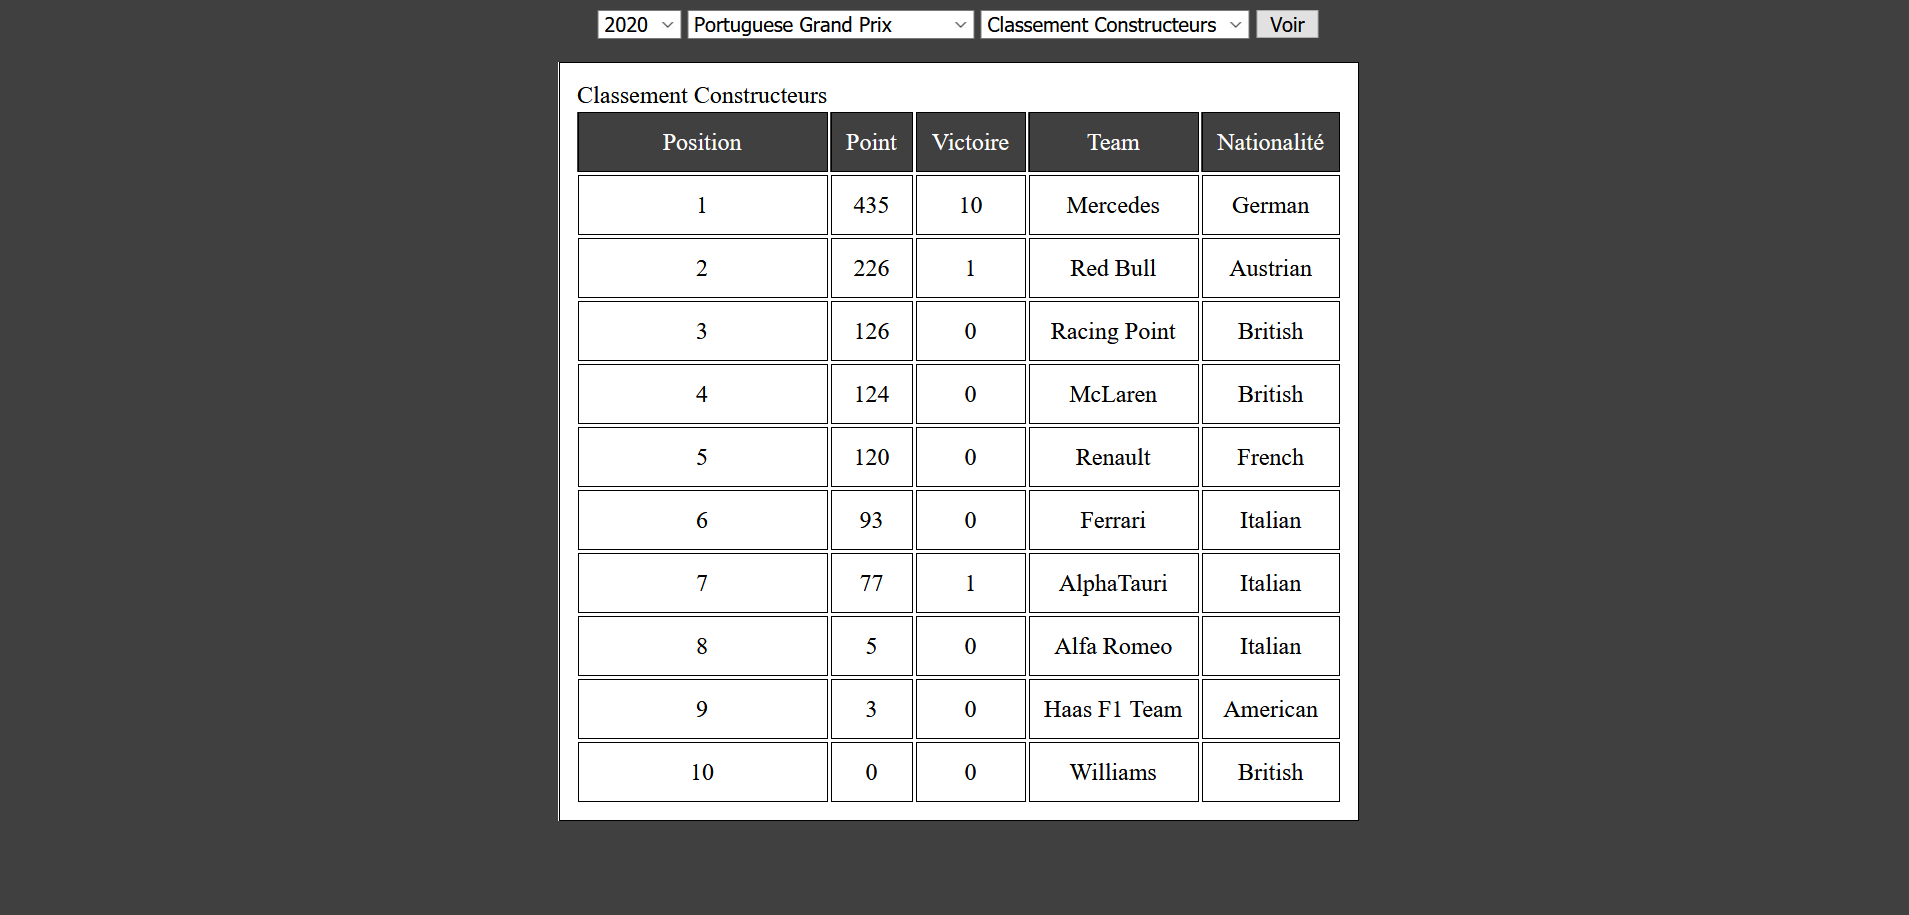 2020 Portuguese Grand Prix Classement Constructeurs Voir
Classement Constructeurs
Position Point Victoire Team Nationalité
1 435 10 Mercedes German
2 226 1 Red Bull Austrian
3 126 0 Racing Point British
4 124 0 McLaren British
5 120 0 Renault French
6 93 0 Ferrari Italian
7 77 1 AlphaTauri Italian
8 5 0 Alfa Romeo Italian
9 3 0 Haas F1 Team American
10 0 0 Williams British